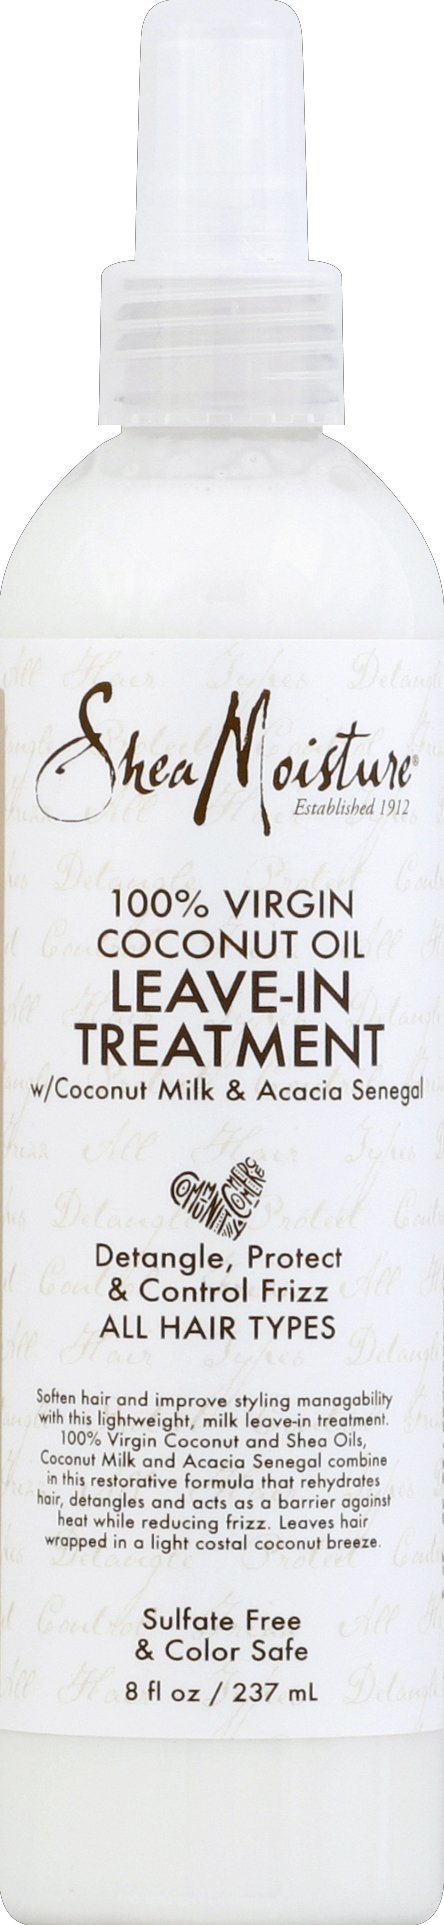 SheaMoisture®
Established 1912
100% VIRGIN
COCONUT OIL
LEAVE-IN
TREATMENT
w/Coconut Milk & Acacia Senegal
COMMUNITY COMMERCE
Detangle, Protect
& Control Frizz
ALL HAIR TYPES
Soften hair and improve styling managability
with this lightweight, milk leave-in treatment.
100% Virgin Coconut and Shea Oils,
Coconut Milk and Acacia Senegal combine
in this restorative formula that rehydrates
hair, detangles and acts as a barrier against
heat while reducing frizz. Leaves hair
wrapped in a light costal coconut breeze.
Sulfate Free
& Color Safe
8 fl oz / 237 mL